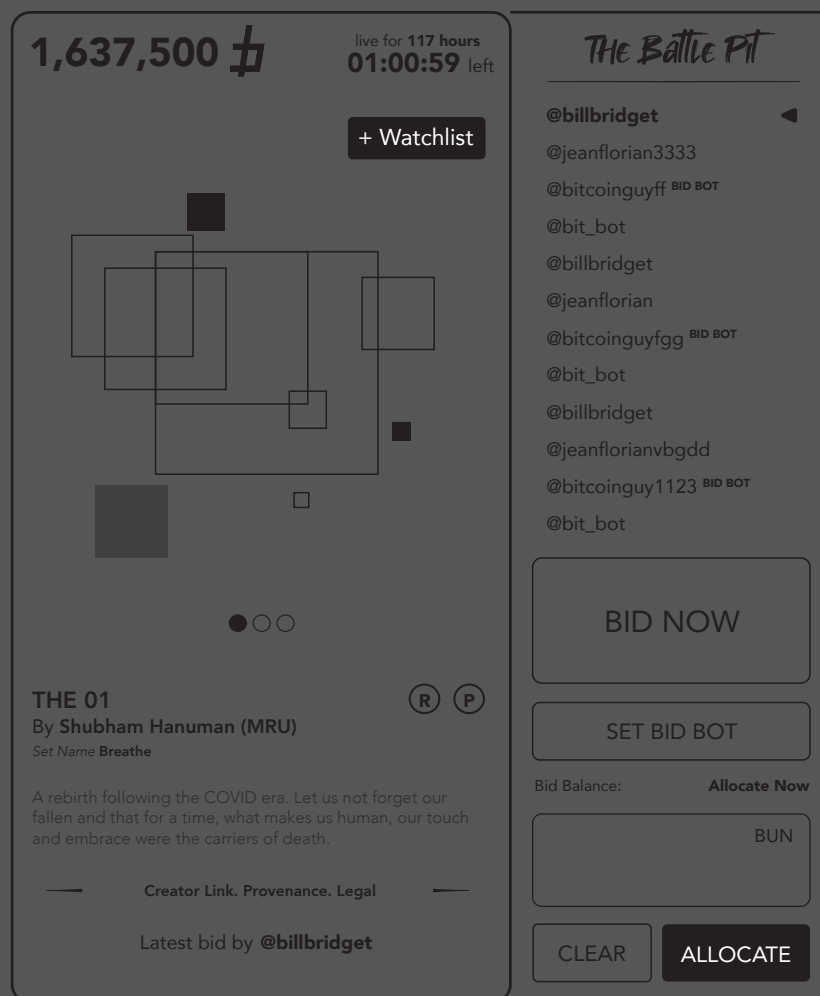 1,637,500
live for 117 hours
01:00:59 left
+ Watchlist
THE 01
R P
By Shubham Hanuman (MRU)
Set Name Breathe
A rebirth following the COVID era. Let us not forget our
fallen and that for a time, what makes us human, our touch
and embrace were the carriers of death.
Creator Link. Provenance. Legal
Latest bid by @billbridget
THe Battle Pit
@billbridget
@jeanflorian3333
@bitcoinguyff BID BOT
@bit_bot
@billbridget
@jeanflorian
@bitcoinguyfgg BID BOT
@bit_bot
@billbridget
@jeanflorianvbgdd
@bitcoinguy1123 BID BOT
@bit_bot
BID NOW
SET BID BOT
Bid Balance: Allocate Now
BUN
CLEAR ALLOCATE